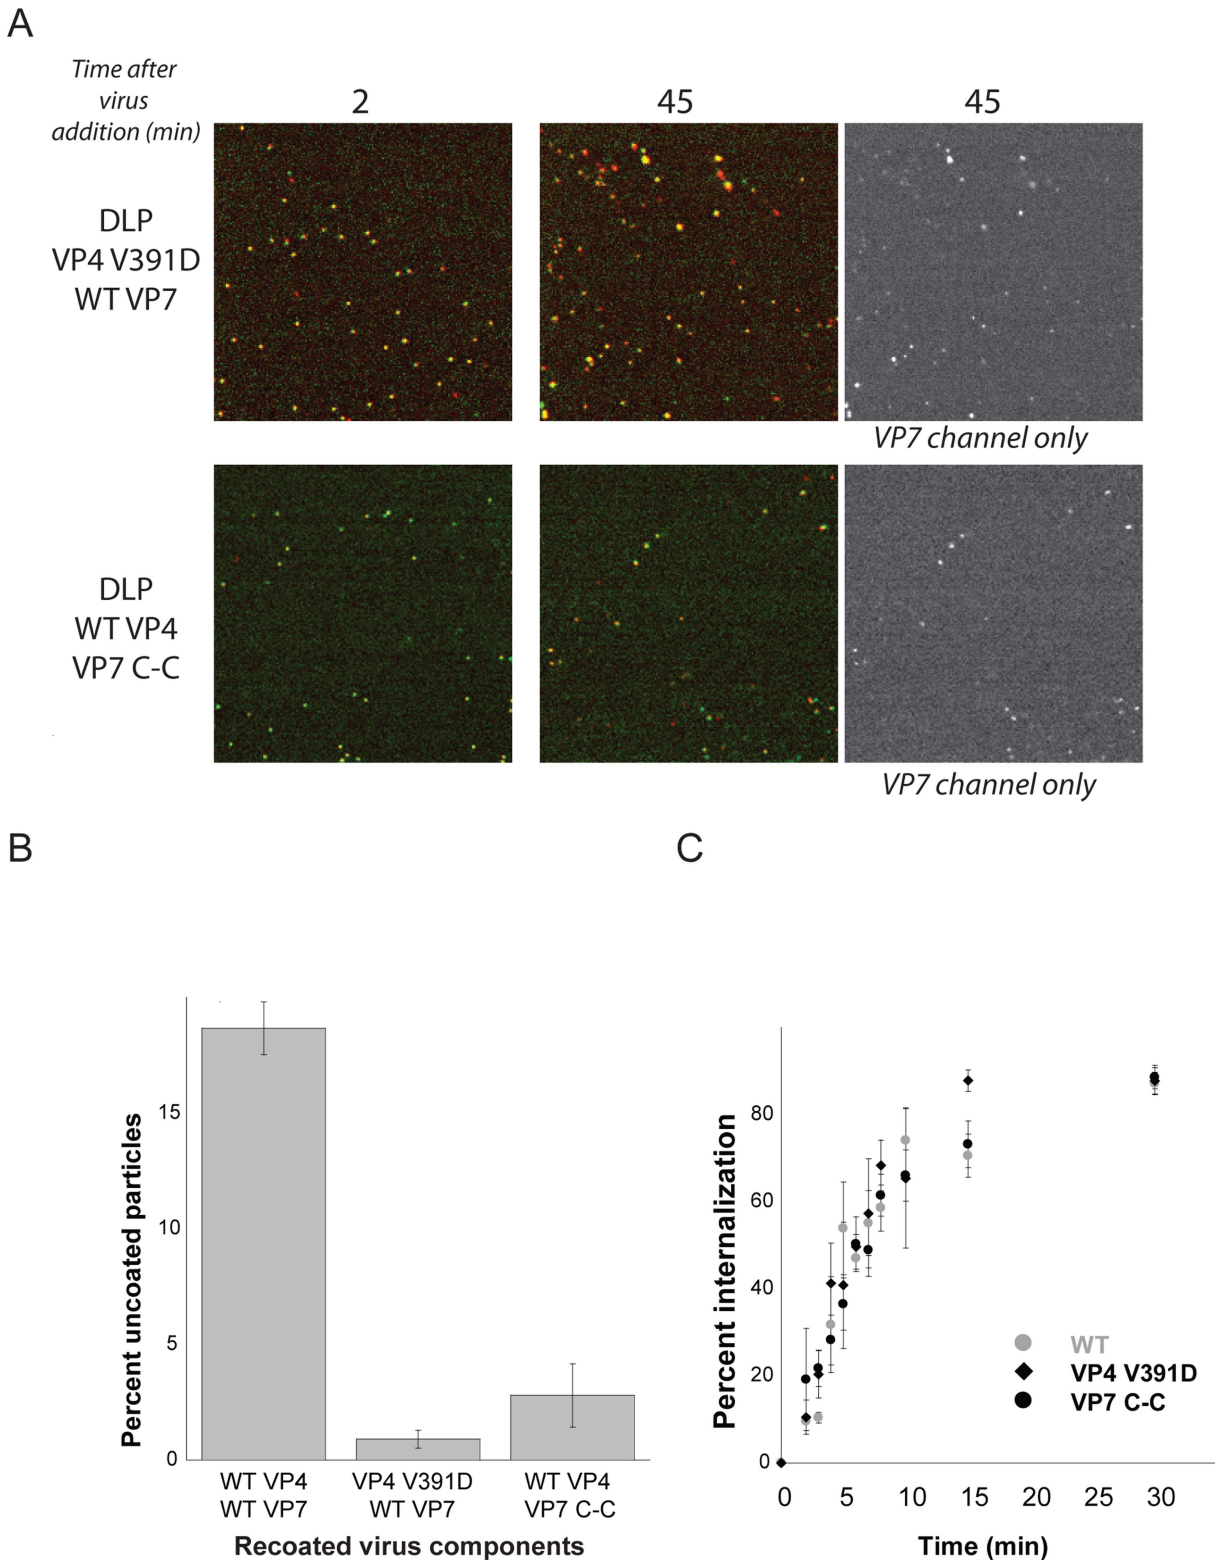 A
Time after
virus
addition (min)
2
45
45
DLP
VP4 V391D
WT VP7
VP7 channel only
DLP
WT VP4
VP7 C-C
VP7 channel only
B
Percent uncoated particles
15
10
5
0
WT VP4
WT VP7
VP4 V391D
WT VP7
WT VP4
VP7 C-C
Recoated virus components
C
Percent internalization
80
60
40
20
0
WT
VP4 V391D
VP7 C-C
0 5 10 15 20 25 30
Time (min)